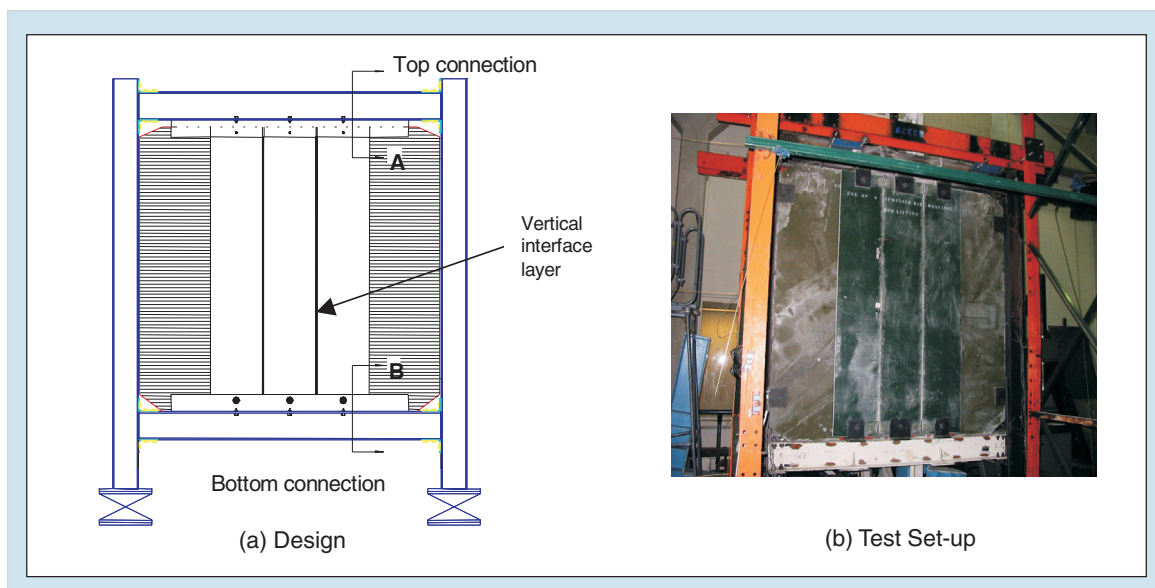 Top connection
A
Vertical
interface
layer
B
Bottom connection
(a) Design
(b) Test Set-up